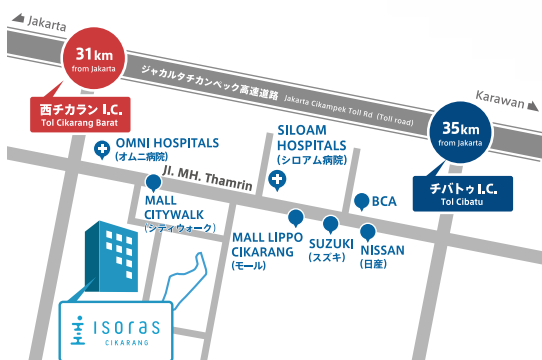 Jakarta
31km
from Jakarta
西チカラン I.C.
Tol Cikarang Barat
ジャカルタチカンペック高速道路 Jakarta Cikampek Toll Rd (Toll road)
Karawan
35km
from Jakarta
チバトゥ I.C.
Tol Cibatu
OMNI HOSPITALS
(オムニ病院)
SILOAM
HOSPITALS
(シロアム病院)
Jl. MH. Thamrin
MALL
CITYWALK
(シティウォーク)
BCA
MALL LIPPO
CIKARANG
(モール)
SUZUKI
(スズキ)
NISSAN
(日産)
isoras
CIKARANG